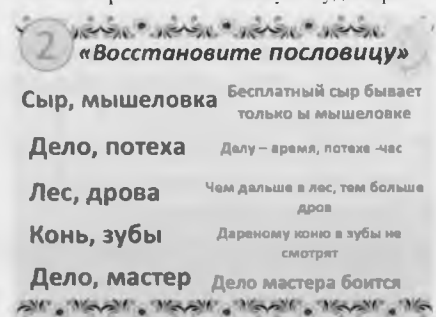 2
«Восстановите пословицу»
Сыр, мышеловка
Бесплатный сыр бывает
только ы мышеловке
Дело, потеха
Делу – время, потехе -час
Лес, дрова
Чем дальше в лес, тем больше
дров
Конь, зубы
Дареному коню в зубы не
смотрят
Дело, мастер
Дело мастера боится